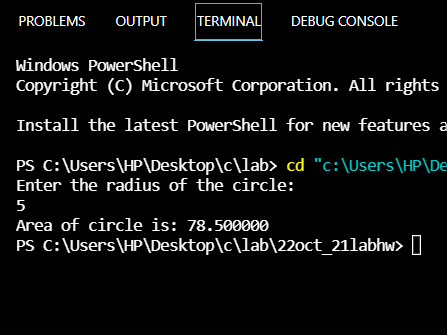 PROBLEMS OUTPUT TERMINAL DEBUG CONSOLE
Windows PowerShell
Copyright (C) Microsoft Corporation. All rights
Install the latest PowerShell for new features a
PS C:\Users\HP\Desktop\c\lab> cd "c:\Users\HP\De
Enter the radius of the circle:
5
Area of circle is: 78.500000
PS C:\Users\HP\Desktop\c\lab\22oct_21labhw>